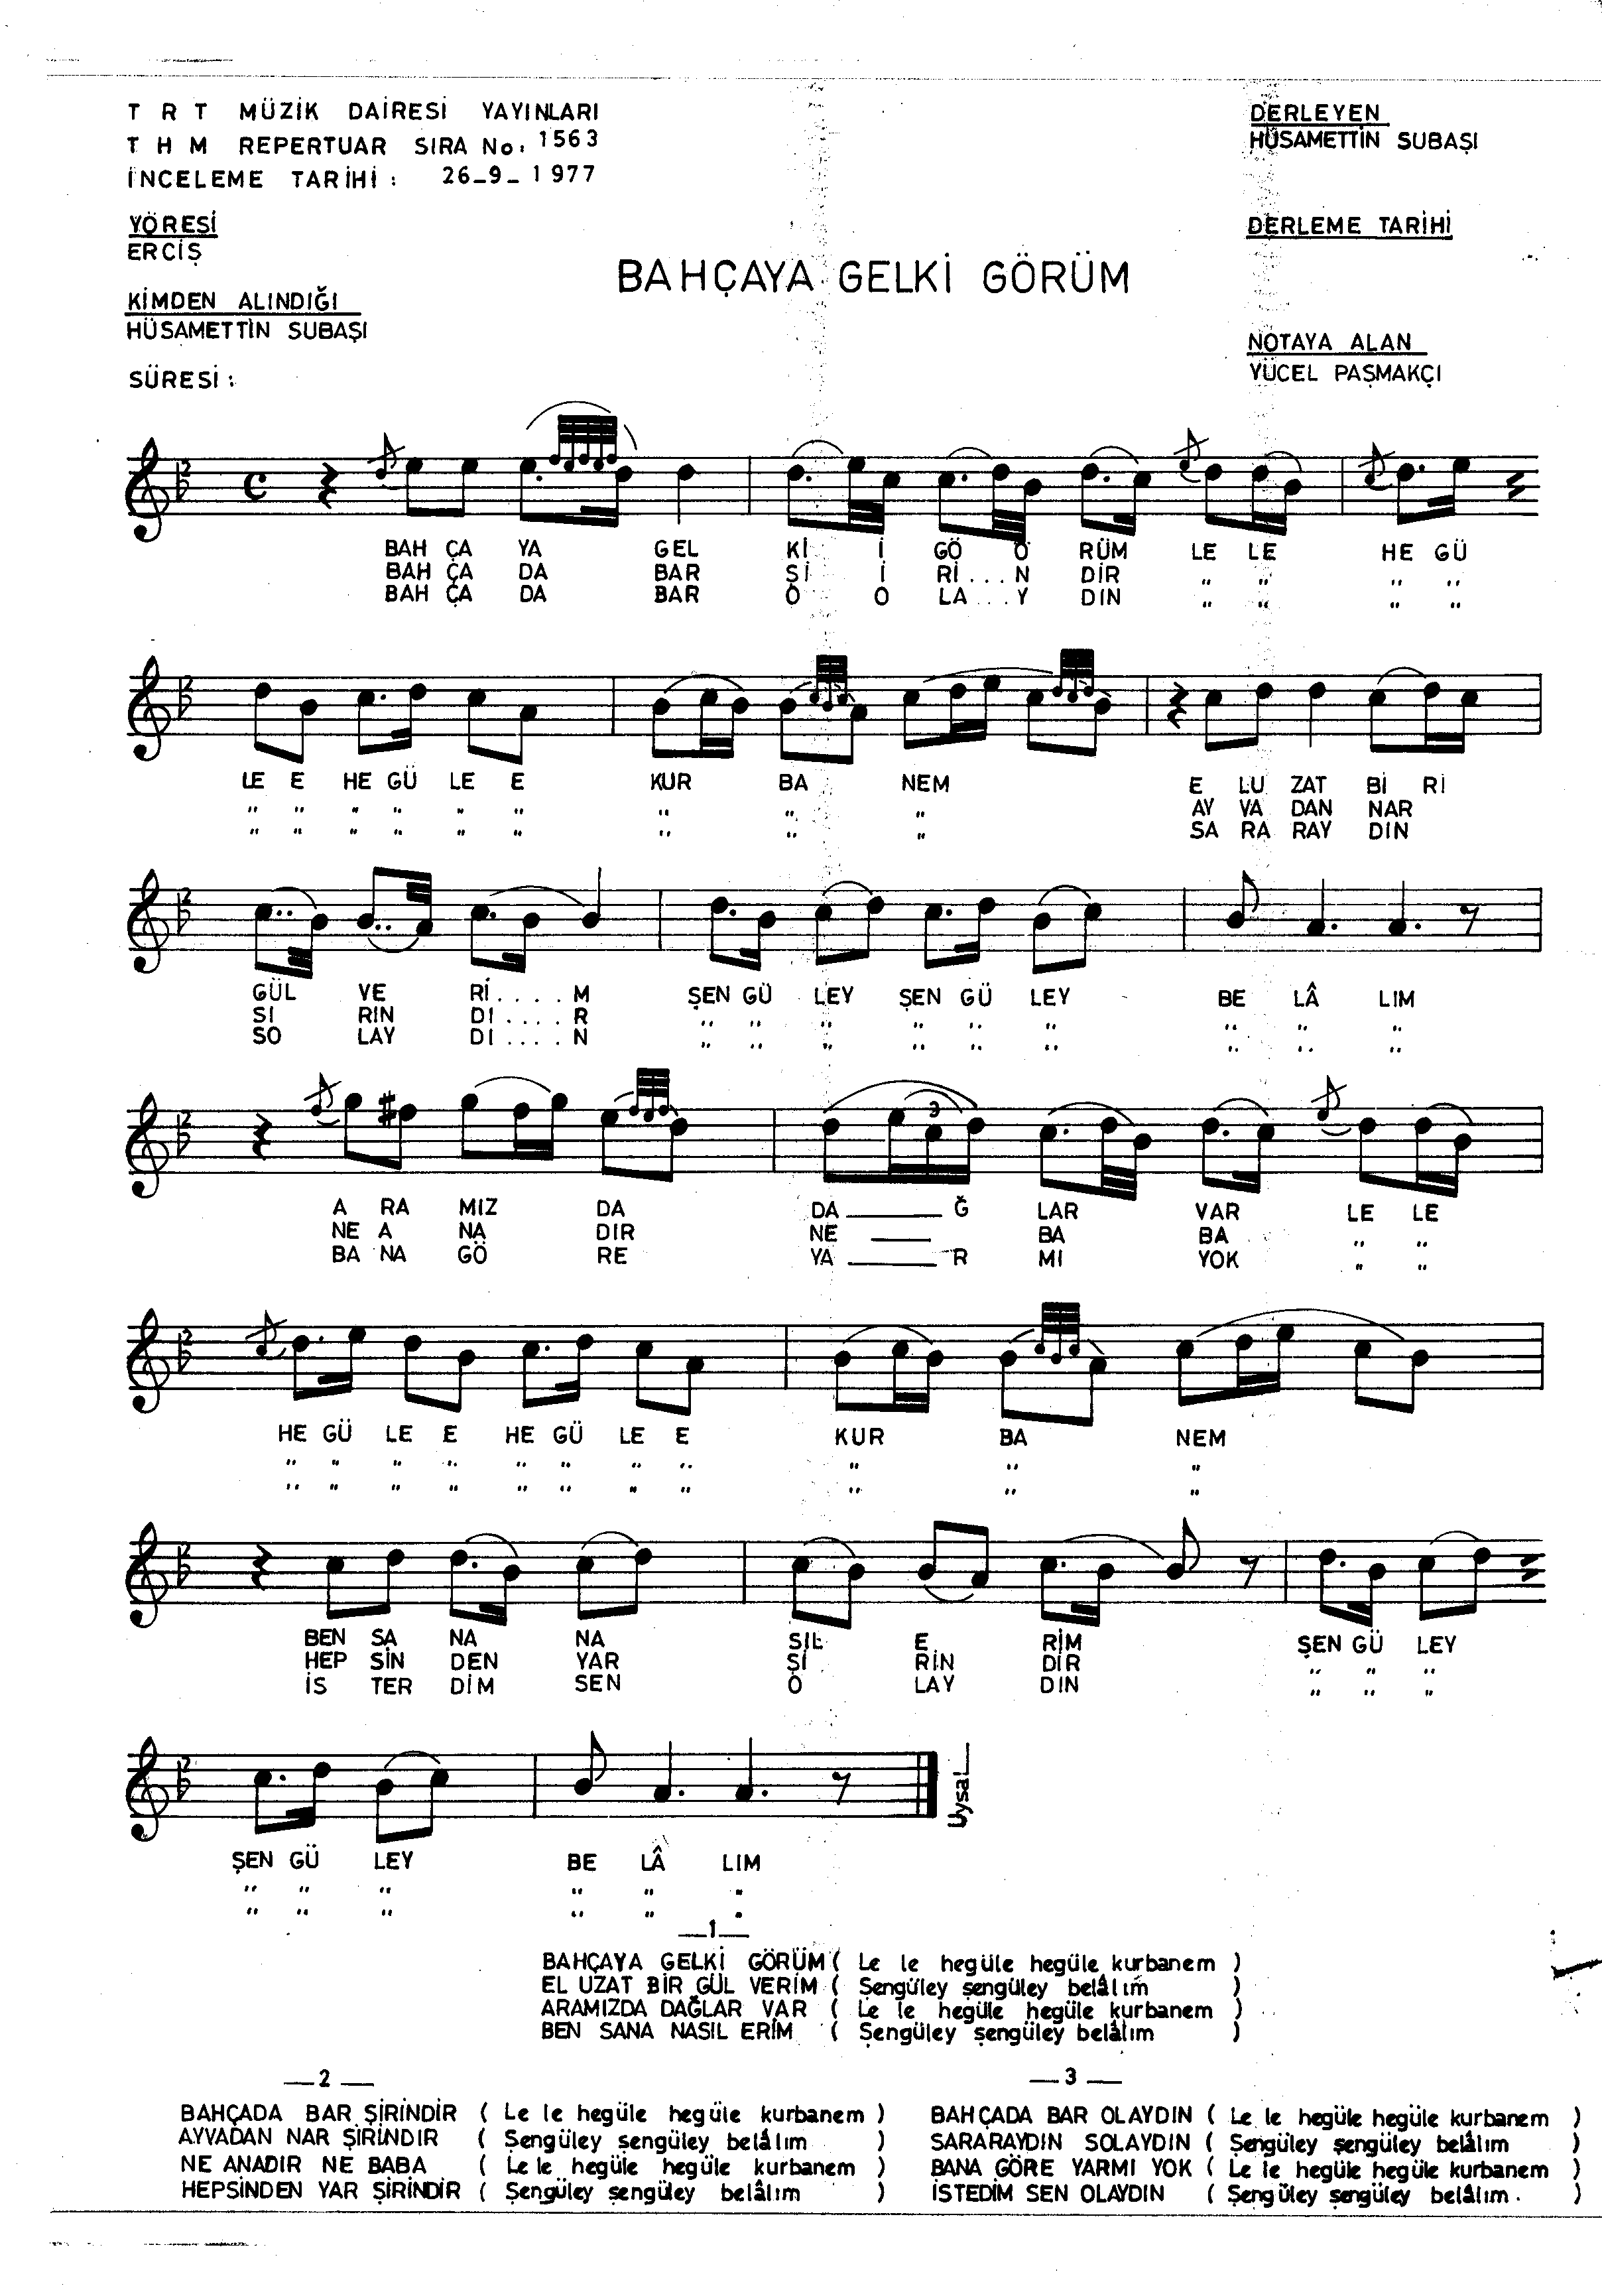 T R T MÜZİK DAİRESİ YAYINLARI
T H M REPERTUAR SIRA No: 1563
İNCELEME TARİHİ : 26_9_1977
DERLEYEN
HÜSAMETTİN SUBAŞI
YÖRESİ
ERCİŞ
DERLEME TARİHİ
BAHÇAYA GELKİ GÖRÜM
KİMDEN ALINDIĞI
HÜSAMETTİN SUBAŞI
NOTAYA ALAN
YÜCEL PAŞMAKÇI
SÜRESİ :
BAH ÇA YA GEL Kİ İ GÖ Ö RÜM LE LE HE GÜ
BAH ÇA DA BAR Şİ İ Rİ...N DİR " " " "
BAH ÇA DA BAR O O LA...Y DIN " " " "
LE E HE GÜ LE E KUR BA NEM E LU ZAT Bİ Rİ
" " " " " " " " " AY VA DAN NAR
" " " " " " " " " SA RA RAY DIN
GÜL VE Rİ....M ŞEN GÜ LEY ŞEN GÜ LEY BE LÂ LIM
Sİ RİN Dİ....R " " " " " " " " "
SO LAY DI....N " " " " " " " " "
3
A RA MIZ DA DA____Ğ LAR VAR LE LE
NE A NA DIR NE ____ BA BA " "
BA NA GÖ RE YA____R MI YOK " "
HE GÜ LE E HE GÜ LE E KUR BA NEM
" " " " " " " " " " "
" " " " " " " " " " "
BEN SA NA NA SIL E RİM ŞEN GÜ LEY
HEP SİN DEN YAR Şİ RİN DİR " " "
İS TER DİM SEN O LAY DIN " " "
Uysal
ŞEN GÜ LEY BE LÂ LIM
" " " " " "
" " " " " "
_1_
BAHÇAYA GELKİ GÖRÜM ( Le le hegüle hegüle kurbanem )
EL UZAT BİR GÜL VERİM ( Şengüley şengüley belâlım )
ARAMIZDA DAĞLAR VAR ( Le le hegüle hegüle kurbanem )
BEN SANA NASIL ERİM ( Şengüley şengüley belâlım )
_2_
BAHÇADA BAR ŞİRİNDİR ( Le le hegüle hegüle kurbanem )
AYVADAN NAR ŞİRİNDİR ( Şengüley şengüley belâlım )
NE ANADIR NE BABA ( Le le hegüle hegüle kurbanem )
HEPSİNDEN YAR ŞİRİNDİR ( Şengüley şengüley belâlım )
_3_
BAHÇADA BAR OLAYDIN ( Le le hegüle hegüle kurbanem )
SARARAYDIN SOLAYDIN ( Şengüley şengüley belâlım )
BANA GÖRE YARMI YOK ( Le le hegüle hegüle kurbanem )
İSTEDİM SEN OLAYDIN ( Şengüley şengüley belâlım. )